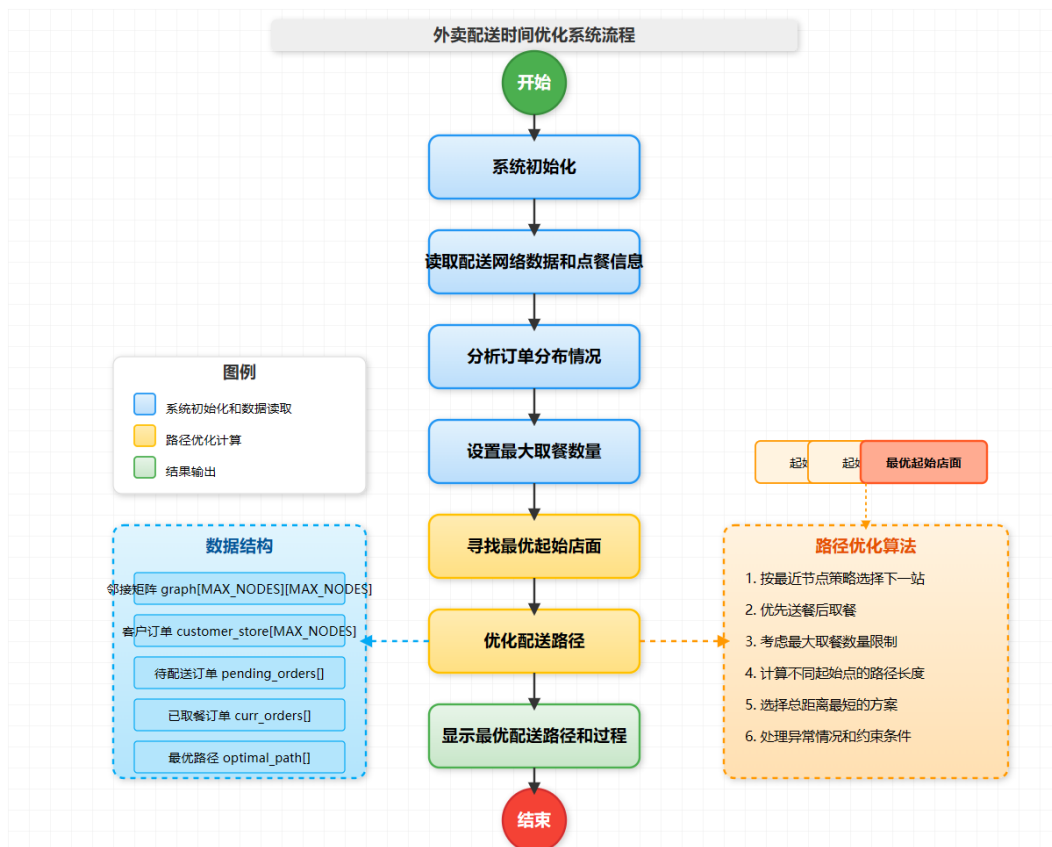 外卖配送时间优化系统流程
开始
系统初始化
读取配送网络数据和点餐信息
分析订单分布情况
设置最大取餐数量
寻找最优起始店面
优化配送路径
显示最优配送路径和过程
结束
图例
系统初始化和数据读取
路径优化计算
结果输出
数据结构
邻接矩阵 graph[MAX_NODES][MAX_NODES]
客户订单 customer_store[MAX_NODES]
待配送订单 pending_orders[]
已取餐订单 curr_orders[]
最优路径 optimal_path[]
起
起
最优起始店面
路径优化算法
1. 按最近节点策略选择下一站
2. 优先送餐后取餐
3. 考虑最大取餐数量限制
4. 计算不同起始点的路径长度
5. 选择总距离最短的方案
6. 处理异常情况和约束条件